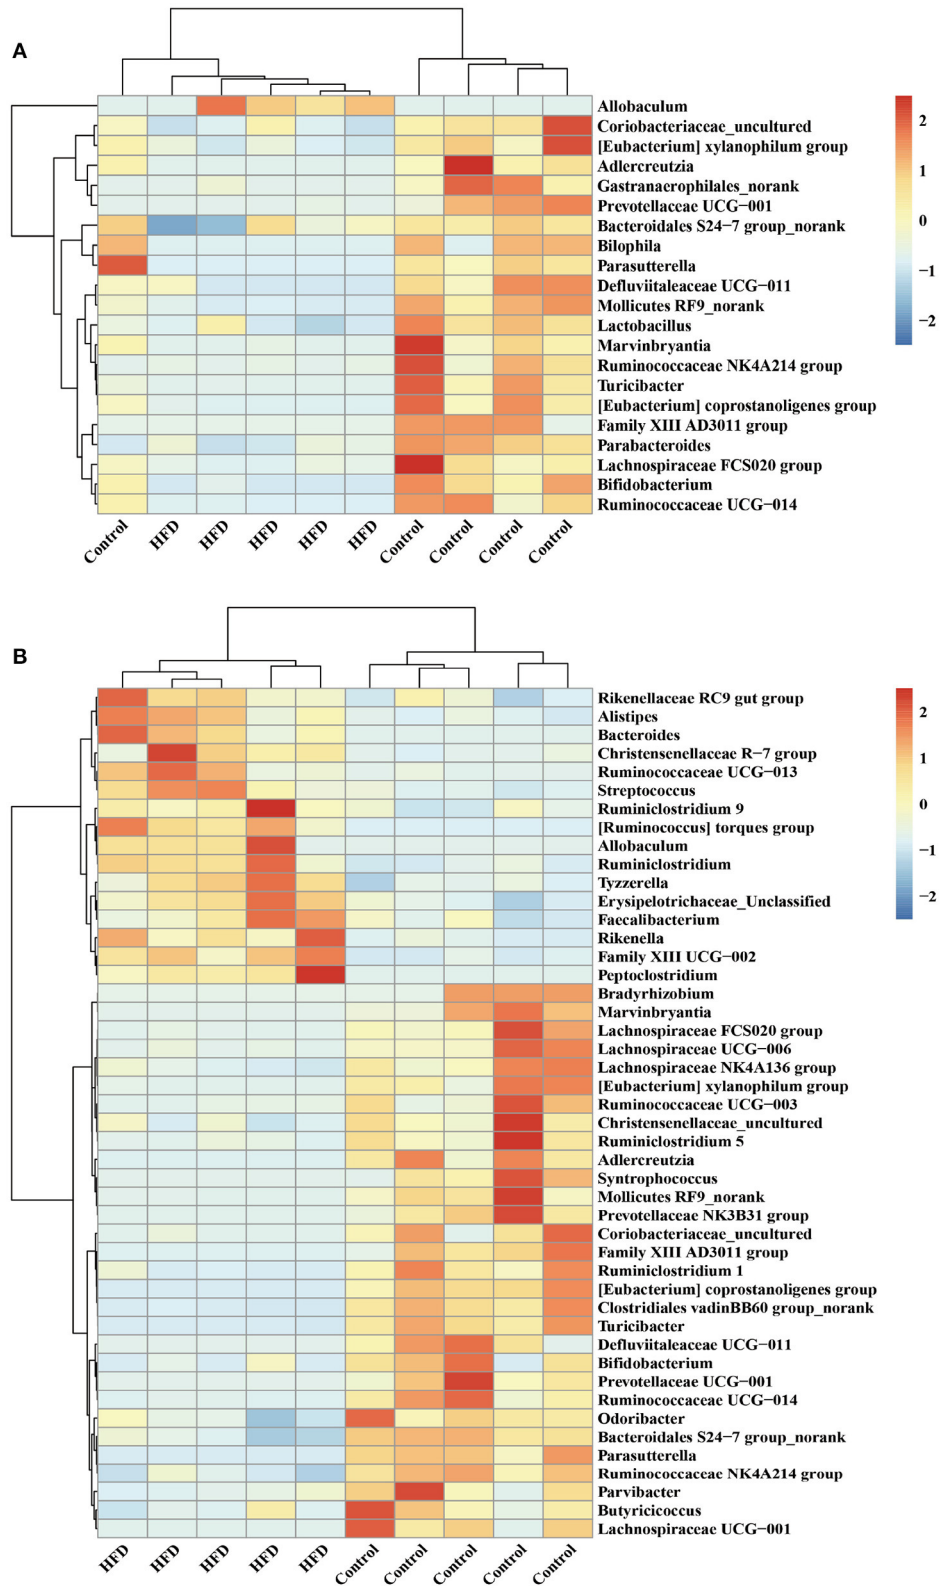 A
Allobaculum
Coriobacteriaceae_uncultured
[Eubacterium] xylanophilum group
Adlercreutzia
Gastranaerophilales_norank
Prevotellaceae UCG−001
Bacteroidales S24−7 group_norank
Bilophila
Parasutterella
Defluviitaleaceae UCG−011
Mollicutes RF9_norank
Lactobacillus
Marvinbryantia
Ruminococcaceae NK4A214 group
Turicibacter
[Eubacterium] coprostanoligenes group
Family XIII AD3011 group
Parabacteroides
Lachnospiraceae FCS020 group
Bifidobacterium
Ruminococcaceae UCG−014
2
1
0
−1
−2
Control HFD HFD HFD HFD HFD Control Control Control Control
B
Rikenellaceae RC9 gut group
Alistipes
Bacteroides
Christensenellaceae R−7 group
Ruminococcaceae UCG−013
Streptococcus
Ruminiclostridium 9
[Ruminococcus] torques group
Allobaculum
Ruminiclostridium
Tyzzerella
Erysipelotrichaceae_Unclassified
Faecalibacterium
Rikenella
Family XIII UCG−002
Peptoclostridium
Bradyrhizobium
Marvinbryantia
Lachnospiraceae FCS020 group
Lachnospiraceae UCG−006
Lachnospiraceae NK4A136 group
[Eubacterium] xylanophilum group
Ruminococcaceae UCG−003
Christensenellaceae_uncultured
Ruminiclostridium 5
Adlercreutzia
Syntrophococcus
Mollicutes RF9_norank
Prevotellaceae NK3B31 group
Coriobacteriaceae_uncultured
Family XIII AD3011 group
Ruminiclostridium 1
[Eubacterium] coprostanoligenes group
Clostridiales vadinBB60 group_norank
Turicibacter
Defluviitaleaceae UCG−011
Bifidobacterium
Prevotellaceae UCG−001
Ruminococcaceae UCG−014
Odoribacter
Bacteroidales S24−7 group_norank
Parasutterella
Ruminococcaceae NK4A214 group
Parvibacter
Butyricicoccus
Lachnospiraceae UCG−001
2
1
0
−1
−2
HFD HFD HFD HFD HFD Control Control Control Control Control